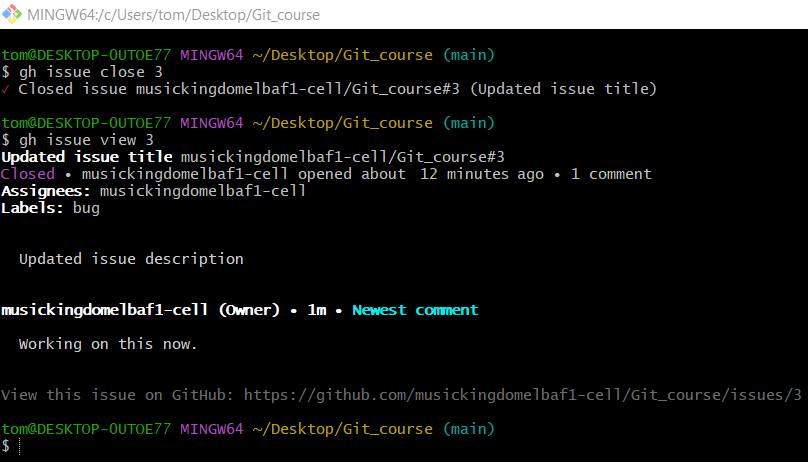 MINGW64:/c/Users/tom/Desktop/Git_course
tom@DESKTOP-OUTOE77 MINGW64 ~/Desktop/Git_course (main)
$ gh issue close 3
✓ Closed issue musickingdomelbaf1-cell/Git_course#3 (Updated issue title)
tom@DESKTOP-OUTOE77 MINGW64 ~/Desktop/Git_course (main)
$ gh issue view 3
Updated issue title musickingdomelbaf1-cell/Git_course#3
Closed • musickingdomelbaf1-cell opened about 12 minutes ago • 1 comment
Assignees: musickingdomelbaf1-cell
Labels: bug
Updated issue description
musickingdomelbaf1-cell (Owner) • 1m • Newest comment
Working on this now.
View this issue on GitHub: https://github.com/musickingdomelbaf1-cell/Git_course/issues/3
tom@DESKTOP-OUTOE77 MINGW64 ~/Desktop/Git_course (main)
$